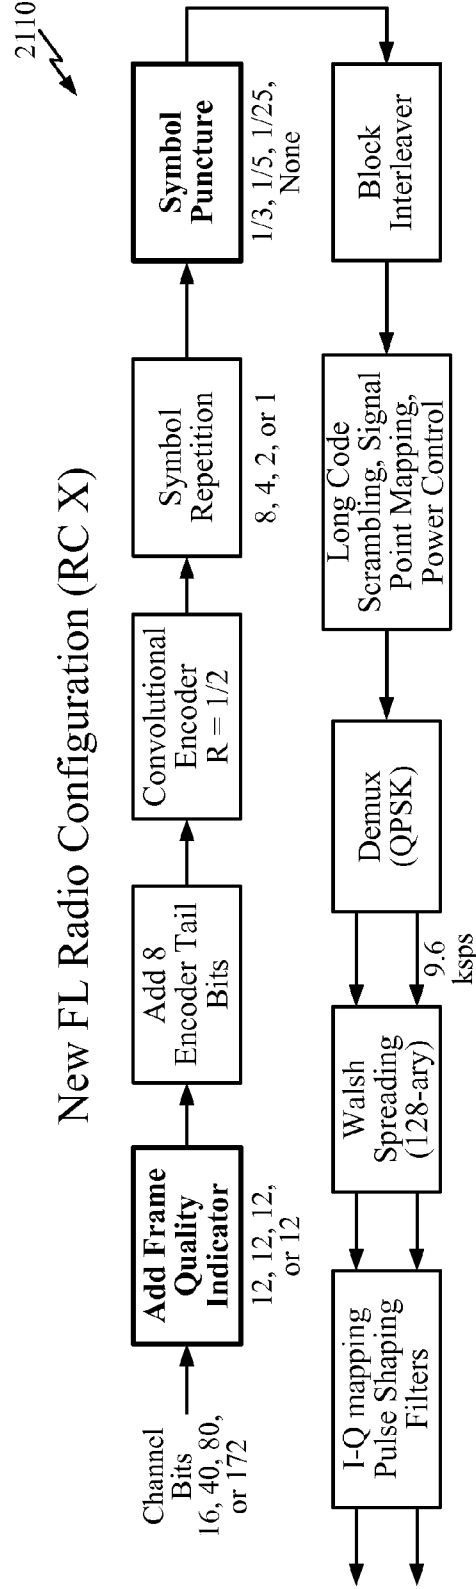 2110
New FL Radio Configuration (RC X)
Channel
Bits
16, 40, 80,
or 172
Add Frame
Quality
Indicator
12, 12, 12,
or 12
Add 8
Encoder Tail
Bits
Convolutional
Encoder
R = 1/2
Symbol
Repetition
8, 4, 2, or 1
Symbol
Puncture
1/3, 1/5, 1/25,
None
Block
Interleaver
Long Code
Scrambling, Signal
Point Mapping,
Power Control
Demux
(QPSK)
9.6
ksps
Walsh
Spreading
(128-ary)
I-Q mapping
Pulse Shaping
Filters